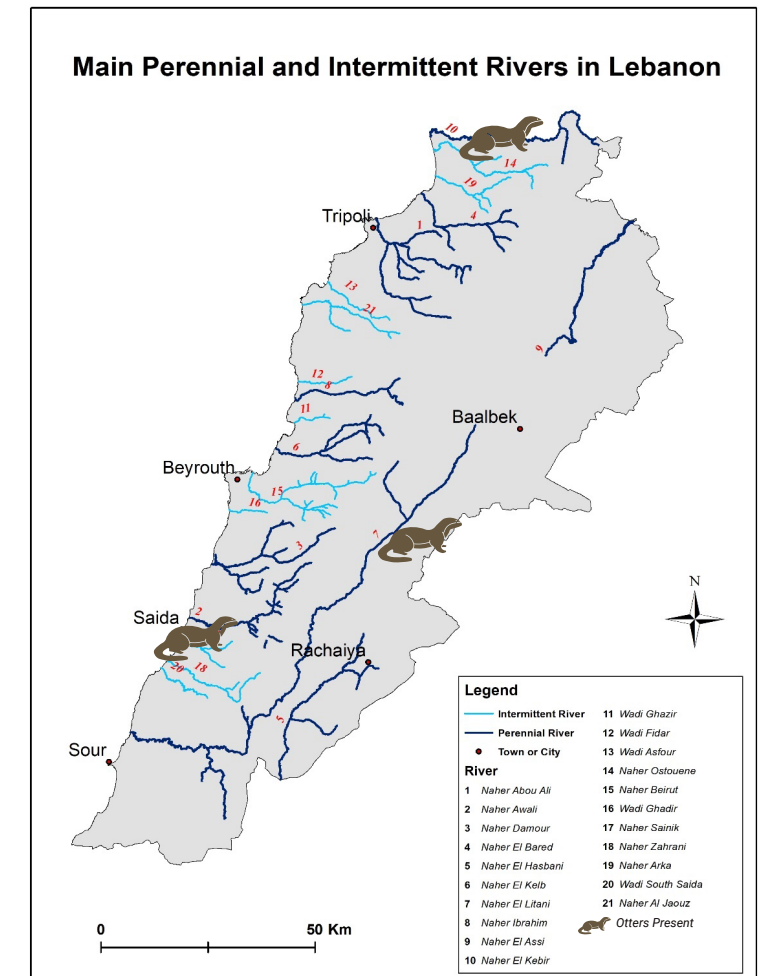 Main Perennial and Intermittent Rivers in Lebanon
10
14
19
Tripoli
4
1
13
21
9
12
8
11
Baalbek
6
Beyrouth
15
16
7
3
N
2
Saida
Rachaiya
20
18
5
Sour
Legend
Intermittent River
Perennial River
Town or City
River
1 Naher Abou Ali
2 Naher Awali
3 Naher Damour
4 Naher El Bared
5 Naher El Hasbani
6 Naher El Kelb
7 Naher El Litani
8 Naher Ibrahim
9 Naher El Assi
10 Naher El Kebir
11 Wadi Ghazir
12 Wadi Fidar
13 Wadi Asfour
14 Naher Ostouene
15 Naher Beirut
16 Wadi Ghadir
17 Naher Sainik
18 Naher Zahrani
19 Naher Arka
20 Wadi South Saida
21 Naher Al Jaouz
Otters Present
0 50 Km